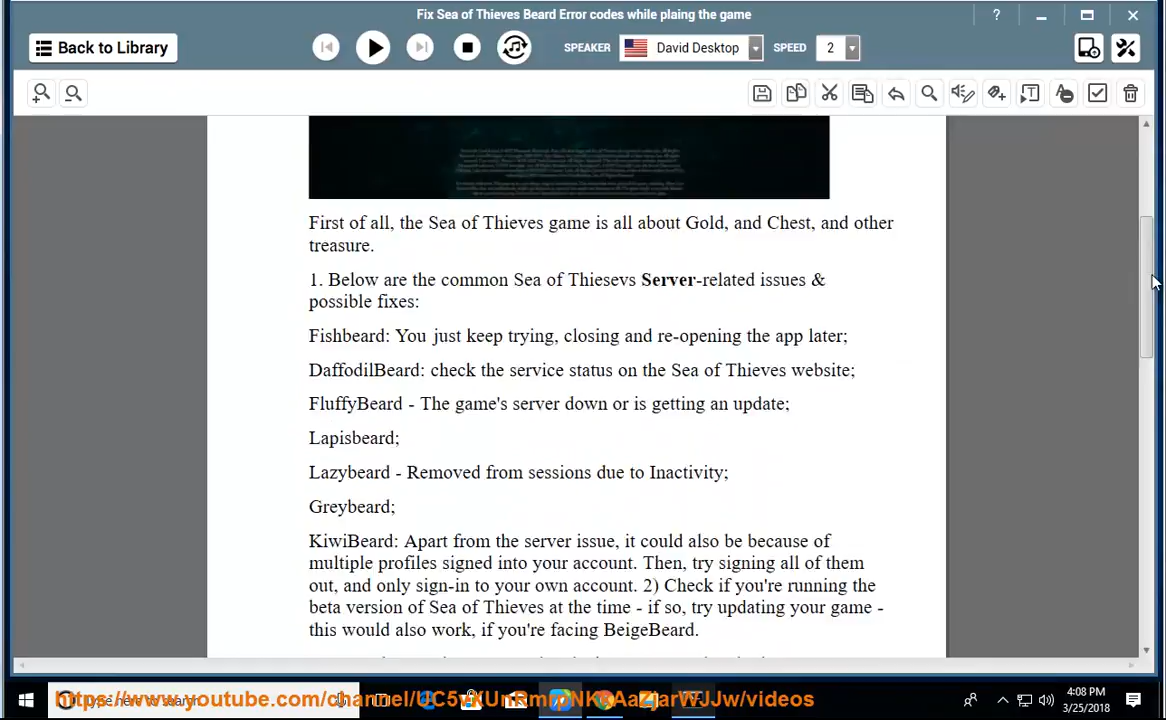 Fix Sea of Thieves Beard Error codes while plaing the game
?
Back to Library
SPEAKER
David Desktop
SPEED
2
First of all, the Sea of Thieves game is all about Gold, and Chest, and other
treasure.
1. Below are the common Sea of Thiesevs Server-related issues &
possible fixes:
Fishbeard: You just keep trying, closing and re-opening the app later;
DaffodilBeard: check the service status on the Sea of Thieves website;
FluffyBeard - The game's server down or is getting an update;
Lapisbeard;
Lazybeard - Removed from sessions due to Inactivity;
Greybeard;
KiwiBeard: Apart from the server issue, it could also be because of
multiple profiles signed into your account. Then, try signing all of them
out, and only sign-in to your own account. 2) Check if you're running the
beta version of Sea of Thieves at the time - if so, try updating your game -
this would also work, if you're facing BeigeBeard.
4:08 PM
3/25/2018